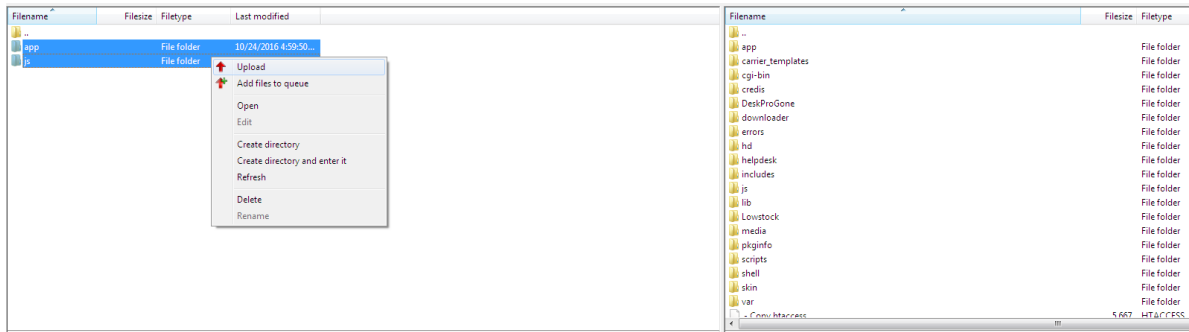 Filename Filesize Filetype Last modified
..
app File folder 10/24/2016 4:59:50...
js File folder
Upload
Add files to queue
Open
Edit
Create directory
Create directory and enter it
Refresh
Delete
Rename
Filename Filesize Filetype
..
app File folder
carrier_templates File folder
cgi-bin File folder
credis File folder
DeskProGone File folder
downloader File folder
errors File folder
hd File folder
helpdesk File folder
includes File folder
js File folder
lib File folder
Lowstock File folder
media File folder
pkginfo File folder
scripts File folder
shell File folder
skin File folder
var File folder
- Copy htaccess 5,667 HTACCESS